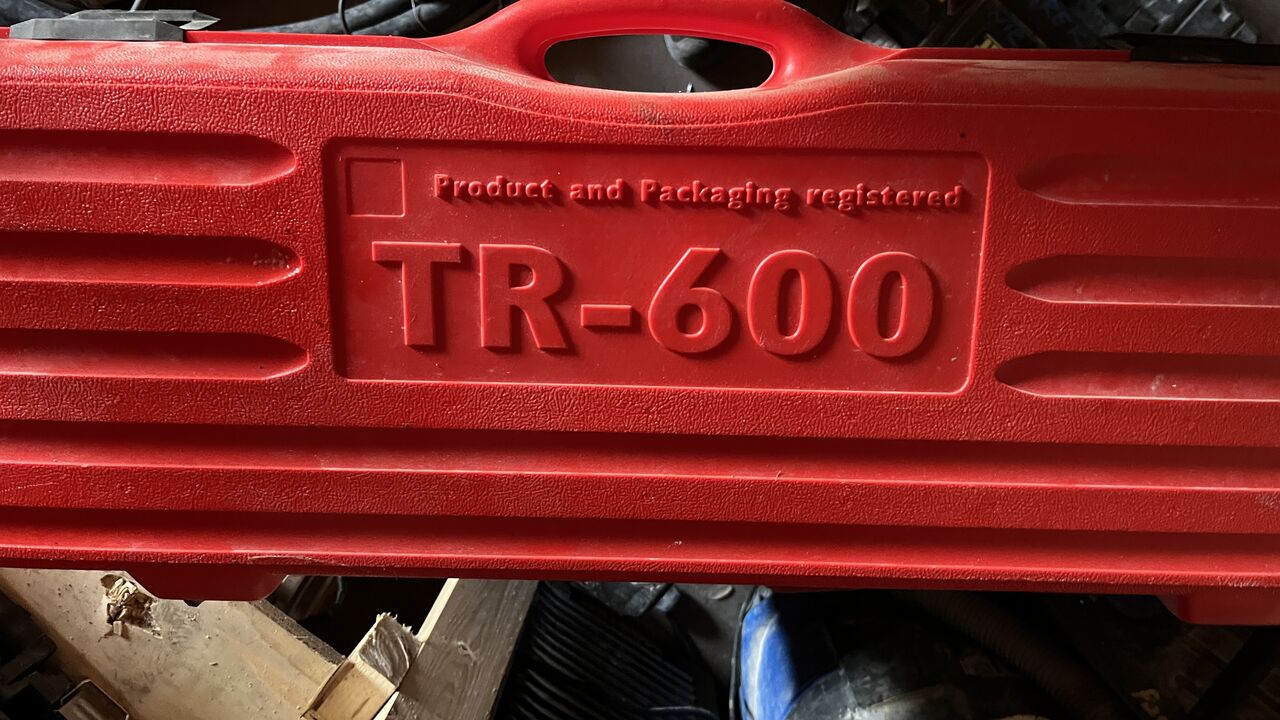 Product and Packaging registered
TR-600